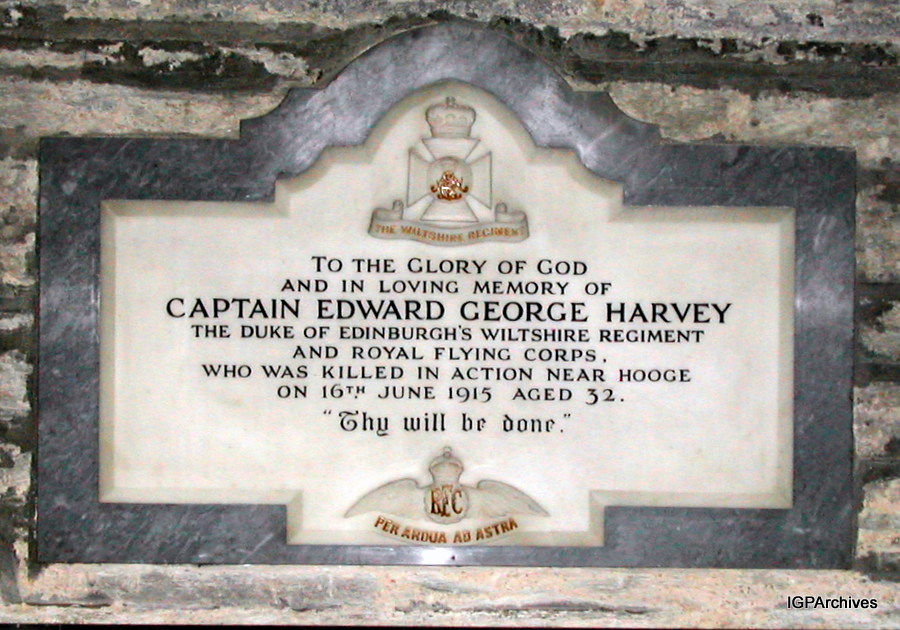 THE WILTSHIRE REGIMENT
TO THE GLORY OF GOD
AND IN LOVING MEMORY OF
CAPTAIN EDWARD GEORGE HARVEY
THE DUKE OF EDINBURGH'S WILTSHIRE REGIMENT
AND ROYAL FLYING CORPS,
WHO WAS KILLED IN ACTION NEAR HOOGE
ON 16TH JUNE 1915 AGED 32.
"Thy will be done."
RFC
PER ARDUA AD ASTRA
IGPArchives